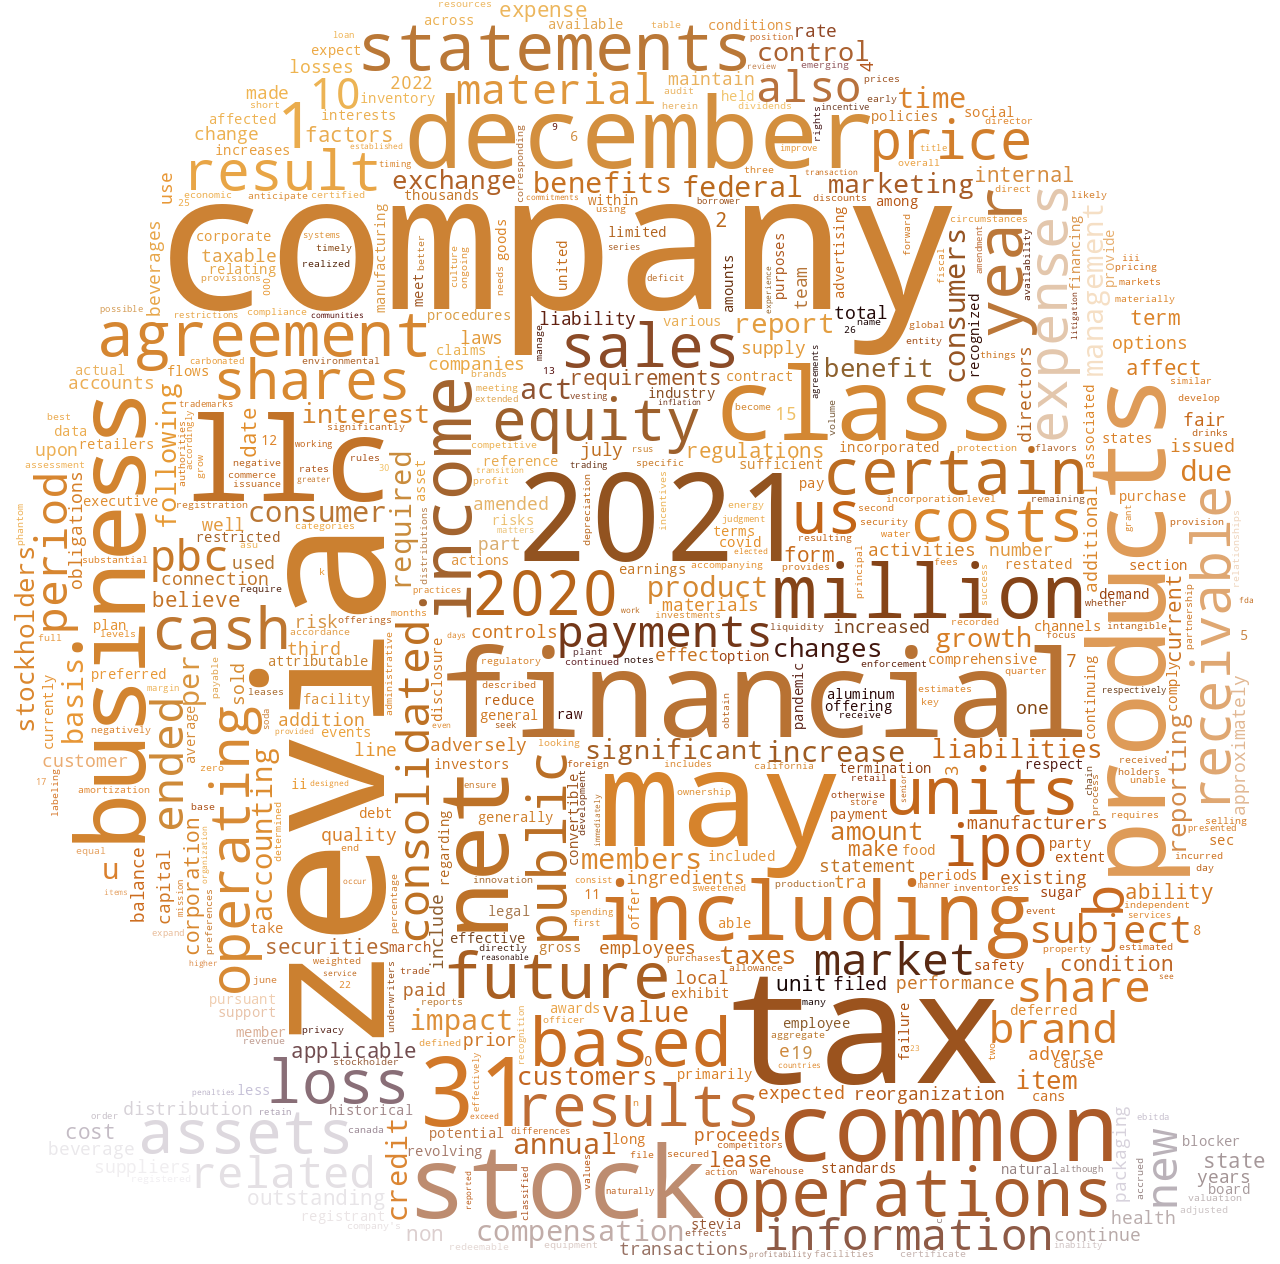 resources
across expense available table conditions
loan expect statements position rate
losses review control emerging 4
made 10 2022 material maintain also prices
short inventory audit held dividends early incentive time
affected 1 interests herein december rights policies social director
change factors 9 6 price title
increases established improve overall
result timing corresponding three transaction internal
use economic anticipate certified exchange benefits federal marketing direct likely
25 thousands commitments within borrower discounts among
company using 2 circumstances expenses management
corporate systems goods limited series amounts forward consumers year provide
beverages taxable timely manufacturing meet better culture ongoing needs united purposes team advertising fiscal amendment availability financing iii pricing
relating realized deficit experience markets
provisions 000 materially
possible restrictions compliance communities procedures liability various report total name global litigation term
agreement laws manage sales supply 26 entity recognized options
carbonated environmental claims companies 13 agreements benefit things directors affect
actual flows brands requirements contract similar
accounts shares meeting act vesting industry class develop
following trademarks extended inflation become volume fair
best interest significantly income equity 15 flavors drinks
data date incorporated protection associated states issued
upon retailers authorities accordingly 12 working competitive july regulations
llc rules reference rsus sufficient certain products due
assessment grow negative rates 30 transition trading specific pay incorporation level remaining
executive issuance greater profit incentives energy second purchase
business registration consumer required amended 2021 us costs provision
phantom period obligations well categories distributions asset risks matters depreciation judgment security resulting grant
restricted terms water additional
substantial pbc used asu part covid form activities number relationships
stockholders connection k actions elected accompanying provides fees restated section receivable
require practices earnings principal success
believe offerings 2020 product million whether demand partnership fda
months work materials investments
plan risk days controls payments liquidity increased recorded channels intangible 5
full levels accordance third changes growth focus current comply
basis attributable administrative regulatory plant effect option enforcement comprehensive 7
preferred zevia continued notes pandemic quarter respectively
currently margin payable leases facility consolidated disclosure described financial aluminum estimates one
ended per sold reduce obtain offering key continuing approximately
average soda addition general raw receive
negatively zero provided events seek even
customer operating line adversely looking significant increase liabilities
17 ii foreign includes california termination respect reporting received holders
amortization designed investors ensure retail 3 unable
labeling base accounting debt net public convertible development immediately may ownership otherwise store senior units chain process requires selling
determined generally payment presented
equal u quality regarding amount manufacturers sec
balance organization end members make food ipo party incurred
corporation occur included statement extent day
capital mission innovation periods existing
items preferences percentage include legal consist ingredients production tra inventories sugar b ability
expand take 11 sweetened manner independent
spending offer including event services
first able subject 8
higher securities march effective gross employees purchases taxes market property estimated
weighted directly reasonable allowance safety condition see
june service trade future local unit filed performance share
pursuant 22 underwriters paid reports exhibit many
support impact awards value tax deferred
member privacy defined officer employee failure brand
revenue prior recognition based aggregate e19 23 two adverse
applicable stockholder 0 countries cause
loss customers primarily item
penalties less effectively expected reorganization cans
order distribution retain historical 31 exceed results n ebitda
cost assets canada potential differences proceeds common packaging blocker
beverage revolving annual long competitors new
suppliers related credit file secured lease standards natural although state
registered reported classified values action warehouse accrued years
outstanding stock naturally operations board valuation
company's stevia c adjusted
registrant non compensation effects information health
redeemable equipment transactions profitability facilities certificate inability continue